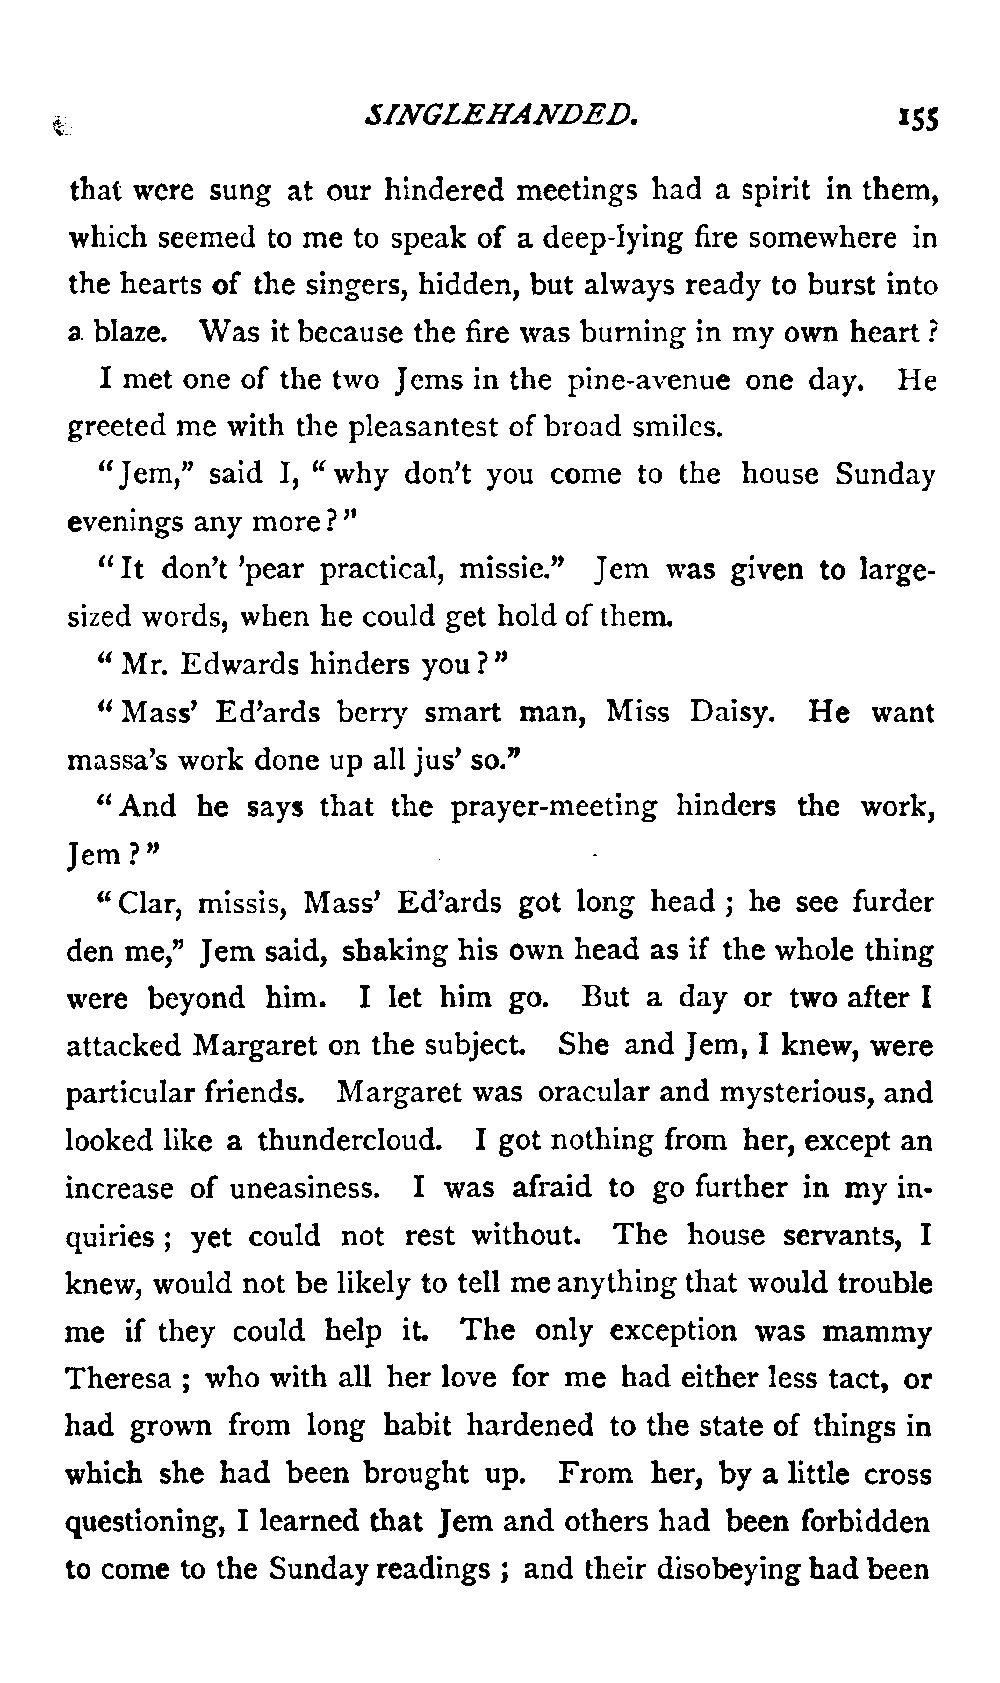 SINGLEHANDED. 155
that were sung at our hindered meetings had a spirit in them,
which seemed to me to speak of a deep-lying fire somewhere in
the hearts of the singers, hidden, but always ready to burst into
a blaze. Was it because the fire was burning in my own heart ?
I met one of the two Jems in the pine-avenue one day. He
greeted me with the pleasantest of broad smiles.
"Jem," said I, "why don't you come to the house Sunday
evenings any more?"
"It don't 'pear practical, missie." Jem was given to large-
sized words, when he could get hold of them.
"Mr. Edwards hinders you?"
"Mass' Ed'ards berry smart man, Miss Daisy. He want
massa's work done up all jus' so."
"And he says that the prayer-meeting hinders the work,
Jem?"
"Clar, missis, Mass' Ed'ards got long head ; he see furder
den me," Jem said, shaking his own head as if the whole thing
were beyond him. I let him go. But a day or two after I
attacked Margaret on the subject. She and Jem, I knew, were
particular friends. Margaret was oracular and mysterious, and
looked like a thundercloud. I got nothing from her, except an
increase of uneasiness. I was afraid to go further in my in-
quiries ; yet could not rest without. The house servants, I
knew, would not be likely to tell me anything that would trouble
me if they could help it. The only exception was mammy
Theresa ; who with all her love for me had either less tact, or
had grown from long habit hardened to the state of things in
which she had been brought up. From her, by a little cross
questioning, I learned that Jem and others had been forbidden
to come to the Sunday readings ; and their disobeying had been